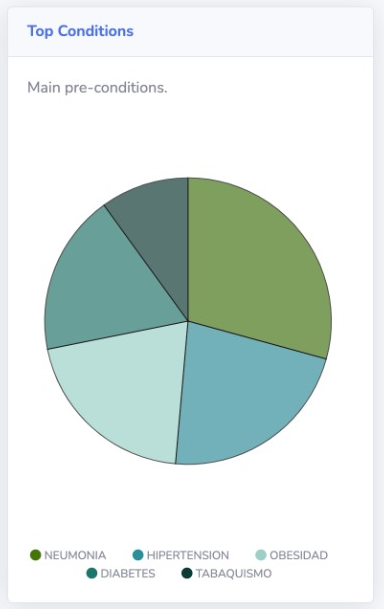 Top Conditions
Main pre-conditions.
NEUMONIA HIPERTENSION OBESIDAD
DIABETES TABAQUISMO